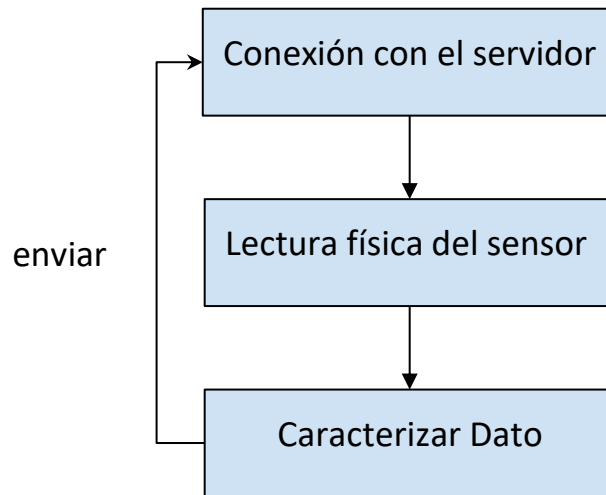 Conexión con el servidor
Lectura física del sensor
enviar
Caracterizar Dato